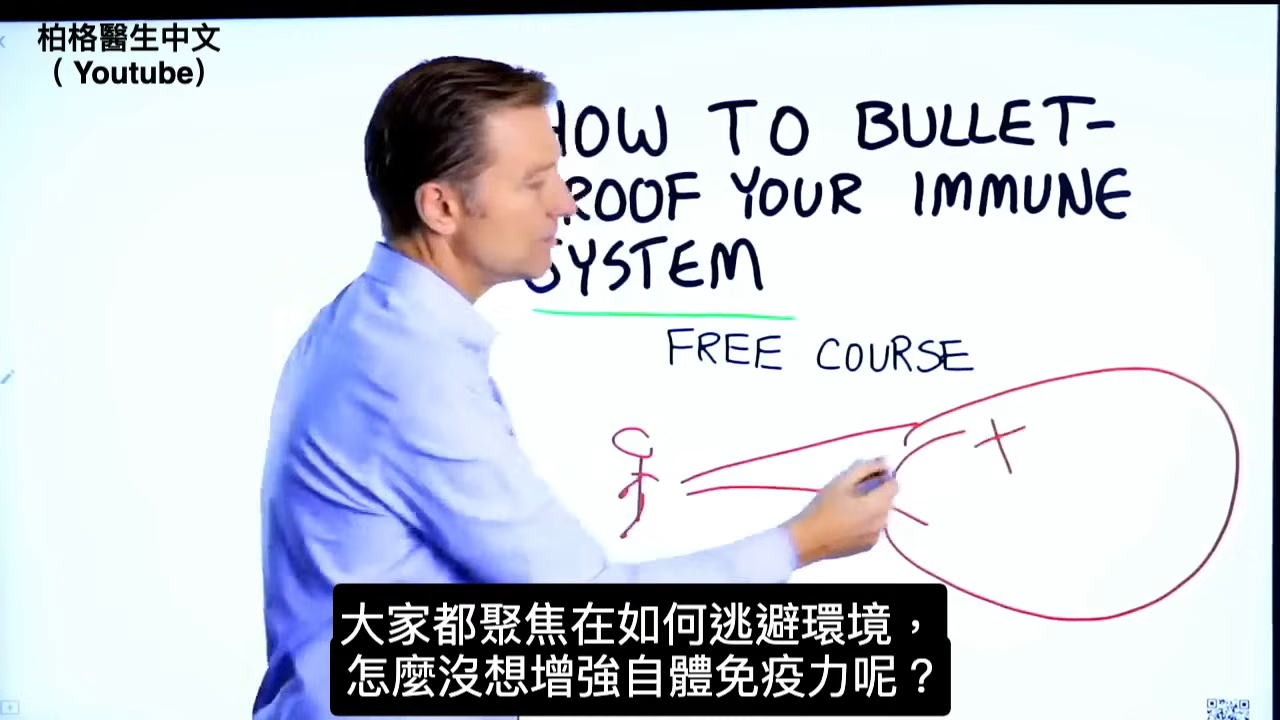 柏格醫生中文
（Youtube）
HOW TO BULLET-
PROOF YOUR IMMUNE
SYSTEM
FREE COURSE
大家都聚焦在如何逃避環境，
怎麼沒想增強自體免疫力呢？